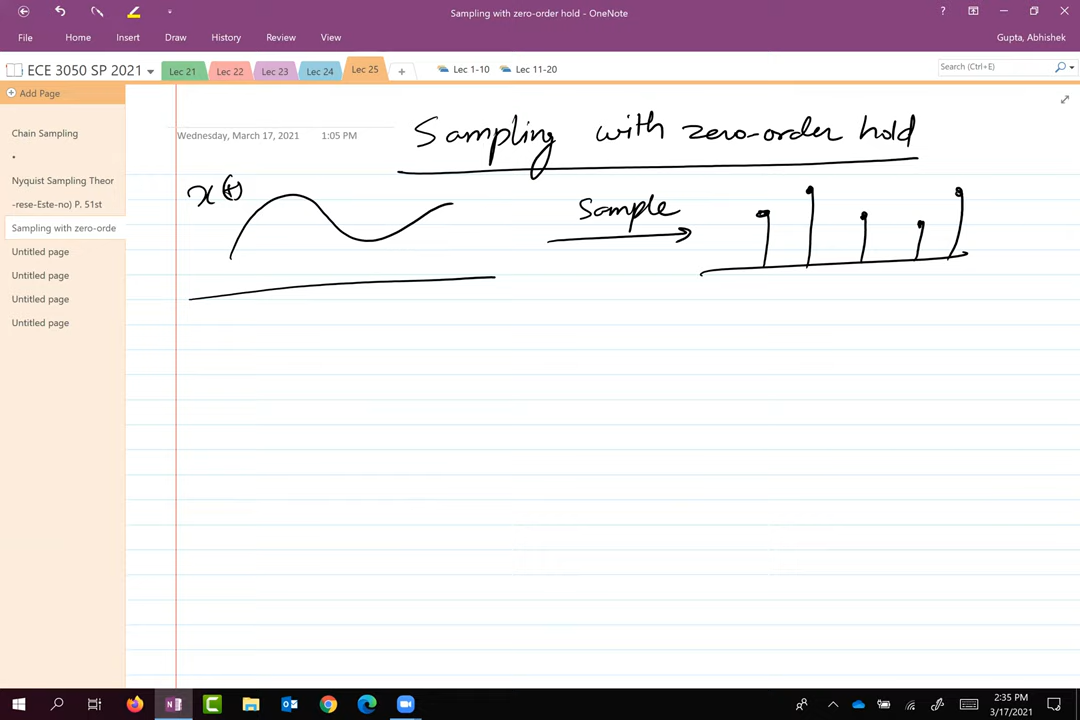 Sampling with zero-order hold - OneNote
?
File
Home
Insert
Draw
History
Review
View
Gupta, Abhishek
ECE 3050 SP 2021
Lec 21
Lec 22
Lec 23
Lec 24
Lec 25
Lec 1-10
Lec 11-20
Search (Ctrl+E)
Add Page
Chain Sampling
Nyquist Sampling Theor
-rese-Este-no) P. 51st
Sampling with zero-orde
Untitled page
Untitled page
Untitled page
Untitled page
Wednesday, March 17, 2021 1:05 PM
Sampling with zero-order hold
x(t)
Sample
2:35 PM
3/17/2021